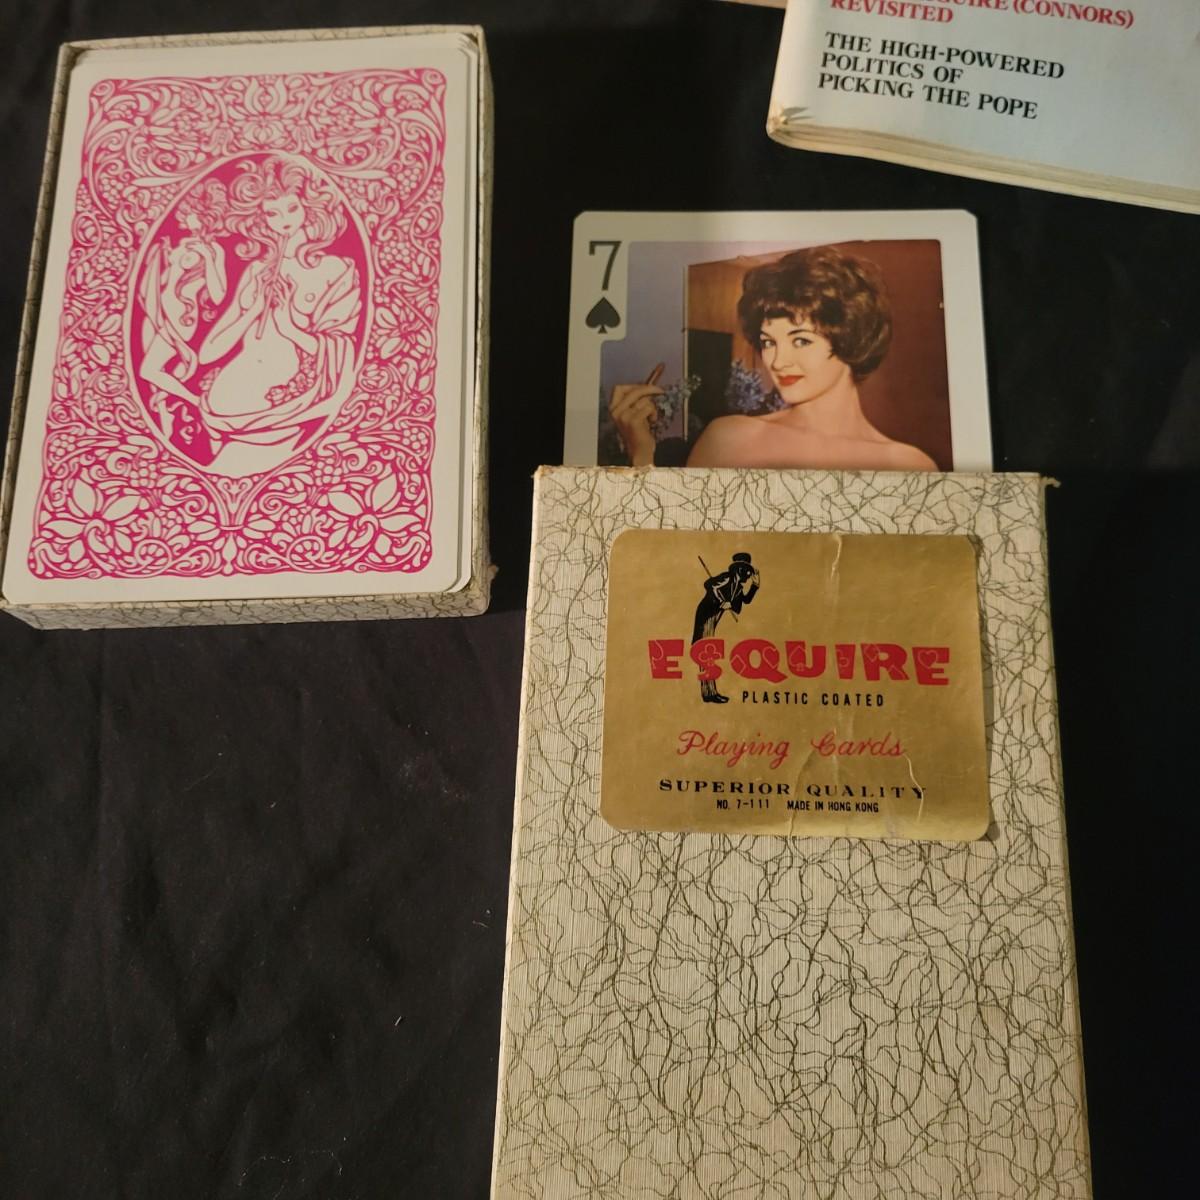 (CONNORS)
REVISITED
THE HIGH-POWERED
POLITICS OF
PICKING THE POPE
7
ESQUIRE
PLASTIC COATED
Playing Cards
SUPERIOR QUALITY
NO. 7-111 MADE IN HONG KONG